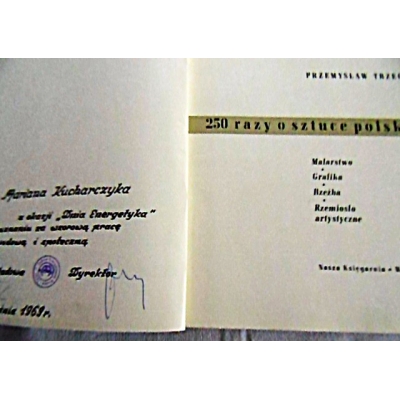 Mariana Kucharczyka
z okazji „Dnia Energetyka"
uznaniu za wzorową pracę
i społeczną
Dyrektor
1969r.
PRZEMYSŁAW TRZE
250 razy o sztuce polsk
Malarstwo
Grafika
Rzeźba
Rzemiosło
artystyczne
Nasza Księgarnia